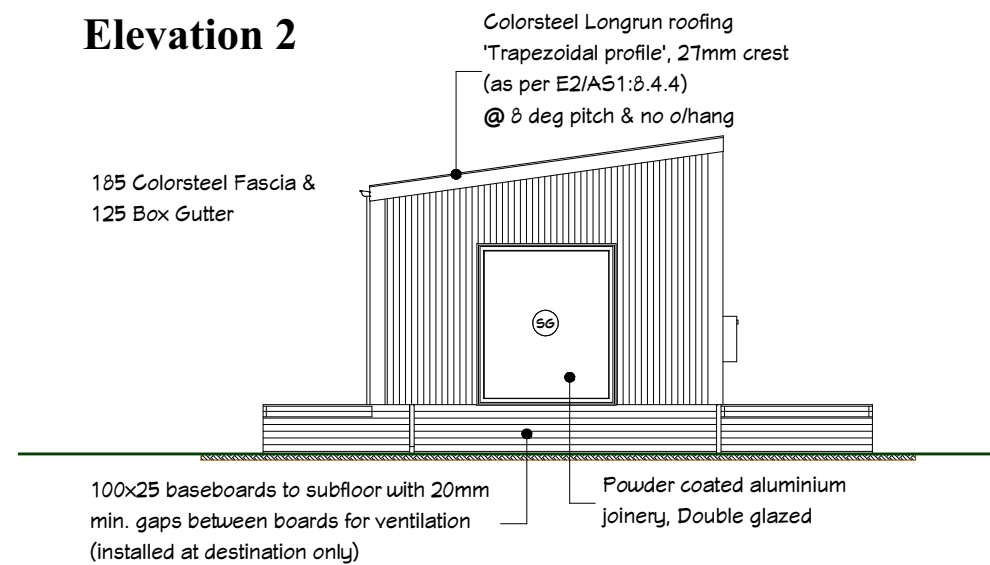 Elevation 2
Colorsteel Longrun roofing
'Trapezoidal profile', 27mm crest
(as per E2/AS1:8.4.4)
@ 8 deg pitch & no o/hang
185 Colorsteel Fascia &
125 Box Gutter
SG
100x25 baseboards to subfloor with 20mm
min. gaps between boards for ventilation
(installed at destination only)
Powder coated aluminium
joinery, Double glazed